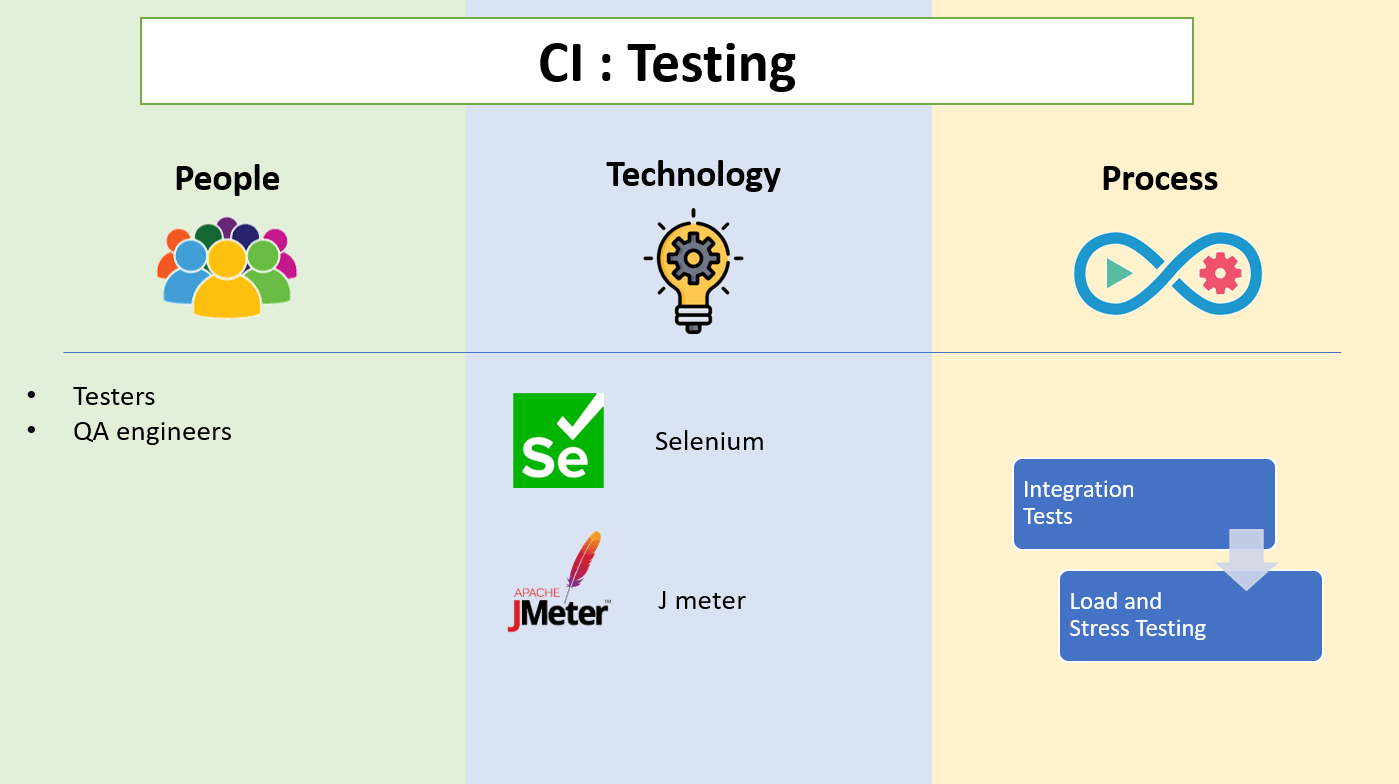 CI : Testing
People
Technology
Process
• Testers
• QA engineers
Se
Selenium
APACHE
JMeter™
J meter
Integration
Tests
Load and
Stress Testing